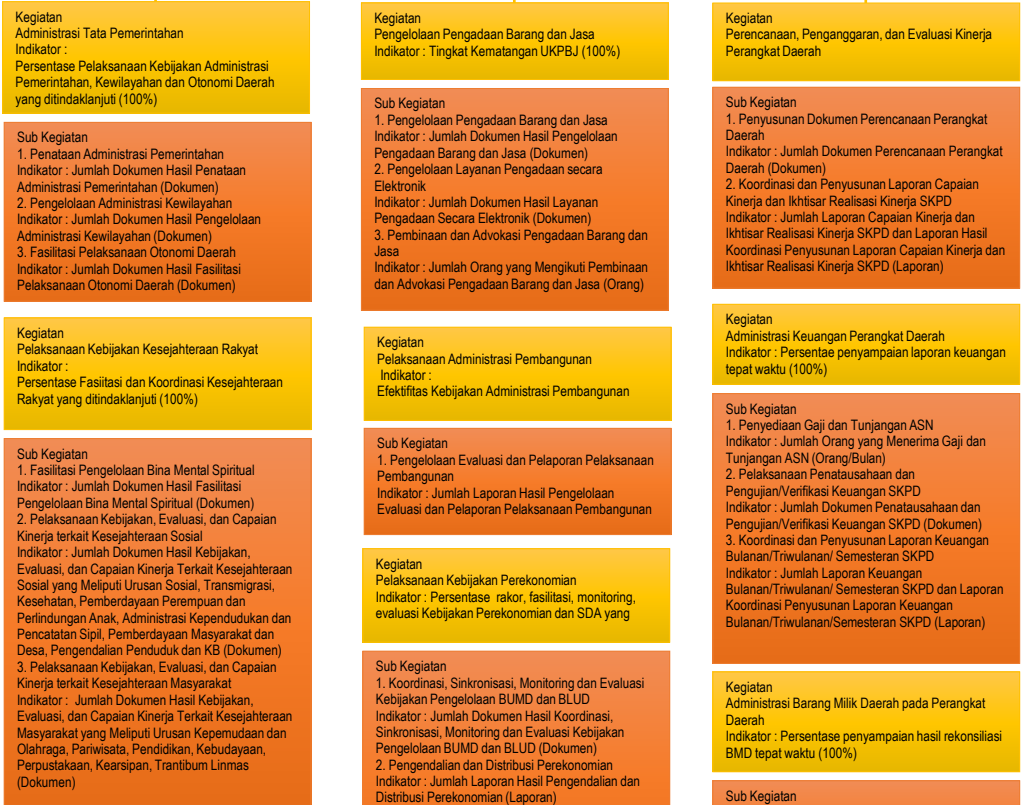 Kegiatan
Administrasi Tata Pemerintahan
Indikator :
Persentase Pelaksanaan Kebijakan Administrasi
Pemerintahan, Kewilayahan dan Otonomi Daerah
yang ditindaklanjuti (100%)
Sub Kegiatan
1. Penataan Administrasi Pemerintahan
Indikator : Jumlah Dokumen Hasil Penataan
Administrasi Pemerintahan (Dokumen)
2. Pengelolaan Administrasi Kewilayahan
Indikator : Jumlah Dokumen Hasil Pengelolaan
Administrasi Kewilayahan (Dokumen)
3. Fasilitasi Pelaksanaan Otonomi Daerah
Indikator : Jumlah Dokumen Hasil Fasilitasi
Pelaksanaan Otonomi Daerah (Dokumen)
Kegiatan
Pelaksanaan Kebijakan Kesejahteraan Rakyat
Indikator :
Persentase Fasiitasi dan Koordinasi Kesejahteraan
Rakyat yang ditindaklanjuti (100%)
Sub Kegiatan
1. Fasilitasi Pengelolaan Bina Mental Spiritual
Indikator : Jumlah Dokumen Hasil Fasilitasi
Pengelolaan Bina Mental Spiritual (Dokumen)
2. Pelaksanaan Kebijakan, Evaluasi, dan Capaian
Kinerja terkait Kesejahteraan Sosial
Indikator : Jumlah Dokumen Hasil Kebijakan,
Evaluasi, dan Capaian Kinerja Terkait Kesejahteraan
Sosial yang Meliputi Urusan Sosial, Transmigrasi,
Kesehatan, Pemberdayaan Perempuan dan
Perlindungan Anak, Administrasi Kependudukan dan
Pencatatan Sipil, Pemberdayaan Masyarakat dan
Desa, Pengendalian Penduduk dan KB (Dokumen)
3. Pelaksanaan Kebijakan, Evaluasi, dan Capaian
Kinerja terkait Kesejahteraan Masyarakat
Indikator : Jumlah Dokumen Hasil Kebijakan,
Evaluasi, dan Capaian Kinerja Terkait Kesejahteraan
Masyarakat yang Meliputi Urusan Kepemudaan dan
Olahraga, Pariwisata, Pendidikan, Kebudayaan,
Perpustakaan, Kearsipan, Trantibum Linmas
(Dokumen)
Kegiatan
Pengelolaan Pengadaan Barang dan Jasa
Indikator : Tingkat Kematangan UKPBJ (100%)
Sub Kegiatan
1. Pengelolaan Pengadaan Barang dan Jasa
Indikator : Jumlah Dokumen Hasil Pengelolaan
Pengadaan Barang dan Jasa (Dokumen)
2. Pengelolaan Layanan Pengadaan secara
Elektronik
Indikator : Jumlah Dokumen Hasil Layanan
Pengadaan Secara Elektronik (Dokumen)
3. Pembinaan dan Advokasi Pengadaan Barang dan
Jasa
Indikator : Jumlah Orang yang Mengikuti Pembinaan
dan Advokasi Pengadaan Barang dan Jasa (Orang)
Kegiatan
Pelaksanaan Administrasi Pembangunan
Indikator :
Efektifitas Kebijakan Administrasi Pembangunan
Sub Kegiatan
1. Pengelolaan Evaluasi dan Pelaporan Pelaksanaan
Pembangunan
Indikator : Jumlah Laporan Hasil Pengelolaan
Evaluasi dan Pelaporan Pelaksanaan Pembangunan
Kegiatan
Pelaksanaan Kebijakan Perekonomian
Indikator : Persentase rakor, fasilitasi, monitoring,
evaluasi Kebijakan Perekonomian dan SDA yang
Sub Kegiatan
1. Koordinasi, Sinkronisasi, Monitoring dan Evaluasi
Kebijakan Pengelolaan BUMD dan BLUD
Indikator : Jumlah Dokumen Hasil Koordinasi,
Sinkronisasi, Monitoring dan Evaluasi Kebijakan
Pengelolaan BUMD dan BLUD (Dokumen)
2. Pengendalian dan Distribusi Perekonomian
Indikator : Jumlah Laporan Hasil Pengendalian dan
Distribusi Perekonomian (Laporan)
Kegiatan
Perencanaan, Penganggaran, dan Evaluasi Kinerja
Perangkat Daerah
Sub Kegiatan
1. Penyusunan Dokumen Perencanaan Perangkat
Daerah
Indikator : Jumlah Dokumen Perencanaan Perangkat
Daerah (Dokumen)
2. Koordinasi dan Penyusunan Laporan Capaian
Kinerja dan Ikhtisar Realisasi Kinerja SKPD
Indikator : Jumlah Laporan Capaian Kinerja dan
Ikhtisar Realisasi Kinerja SKPD dan Laporan Hasil
Koordinasi Penyusunan Laporan Capaian Kinerja dan
Ikhtisar Realisasi Kinerja SKPD (Laporan)
Kegiatan
Administrasi Keuangan Perangkat Daerah
Indikator : Persentae penyampaian laporan keuangan
tepat waktu (100%)
Sub Kegiatan
1. Penyediaan Gaji dan Tunjangan ASN
Indikator : Jumlah Orang yang Menerima Gaji dan
Tunjangan ASN (Orang/Bulan)
2. Pelaksanaan Penatausahaan dan
Pengujian/Verifikasi Keuangan SKPD
Indikator : Jumlah Dokumen Penatausahaan dan
Pengujian/Verifikasi Keuangan SKPD (Dokumen)
3. Koordinasi dan Penyusunan Laporan Keuangan
Bulanan/Triwulanan/ Semesteran SKPD
Indikator : Jumlah Laporan Keuangan
Bulanan/Triwulanan/ Semesteran SKPD dan Laporan
Koordinasi Penyusunan Laporan Keuangan
Bulanan/Triwulanan/Semesteran SKPD (Laporan)
Kegiatan
Administrasi Barang Milik Daerah pada Perangkat
Daerah
Indikator : Persentase penyampaian hasil rekonsiliasi
BMD tepat waktu (100%)
Sub Kegiatan